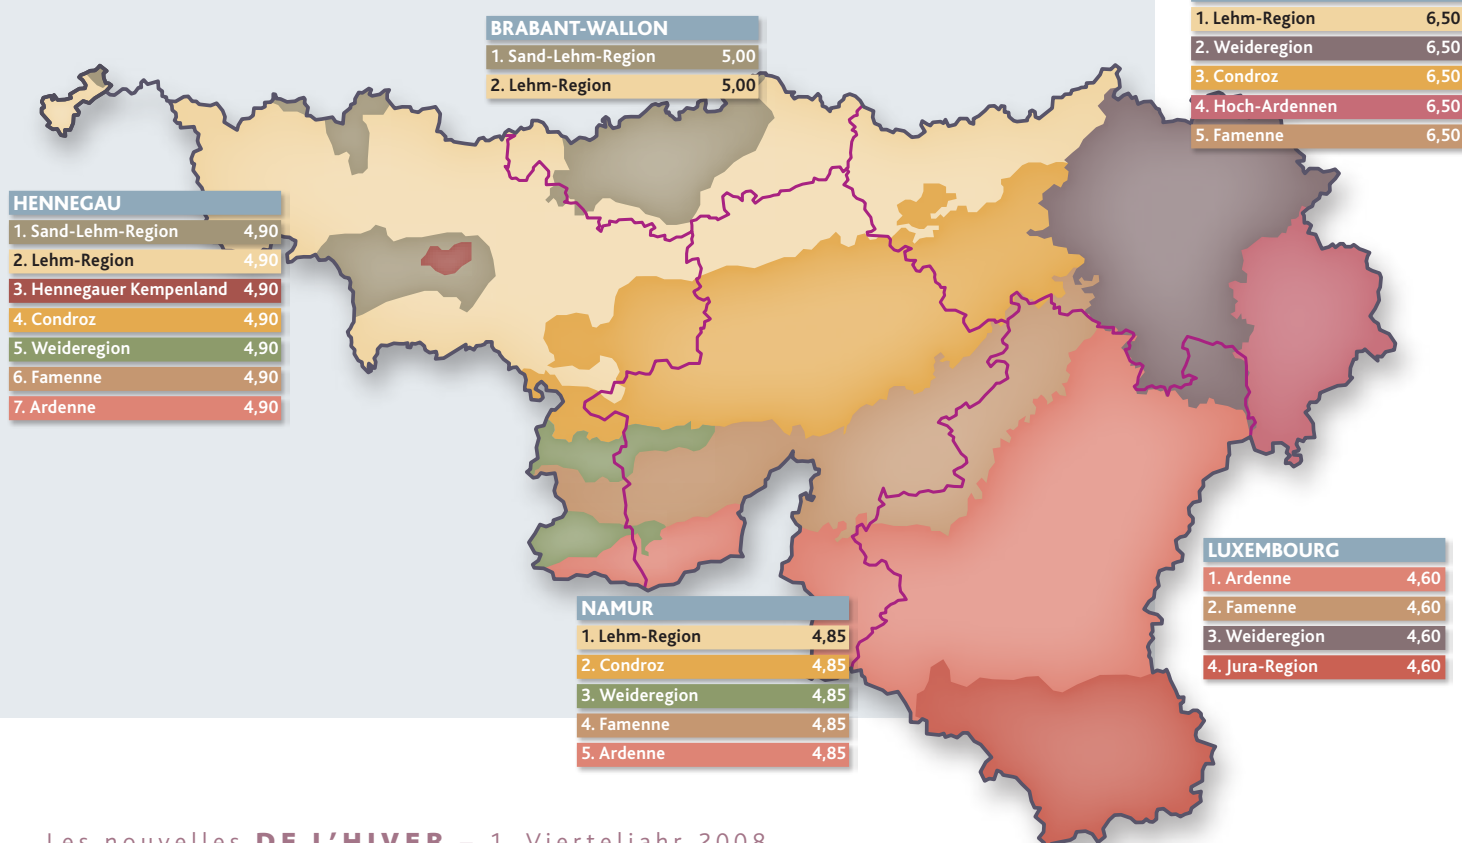 BRABANT-WALLON
1. Sand-Lehm-Region 5,00
2. Lehm-Region 5,00
1. Lehm-Region 6,50
2. Weideregion 6,50
3. Condroz 6,50
4. Hoch-Ardennen 6,50
5. Famenne 6,50
HENNEGAU
1. Sand-Lehm-Region 4,90
2. Lehm-Region 4,90
3. Hennegauer Kempenland 4,90
4. Condroz 4,90
5. Weideregion 4,90
6. Famenne 4,90
7. Ardenne 4,90
LUXEMBOURG
1. Ardenne 4,60
2. Famenne 4,60
3. Weideregion 4,60
4. Jura-Region 4,60
NAMUR
1. Lehm-Region 4,85
2. Condroz 4,85
3. Weideregion 4,85
4. Famenne 4,85
5. Ardenne 4,85
Les nouvelles DE L'HIVER – 1. Vierteljahr 2008